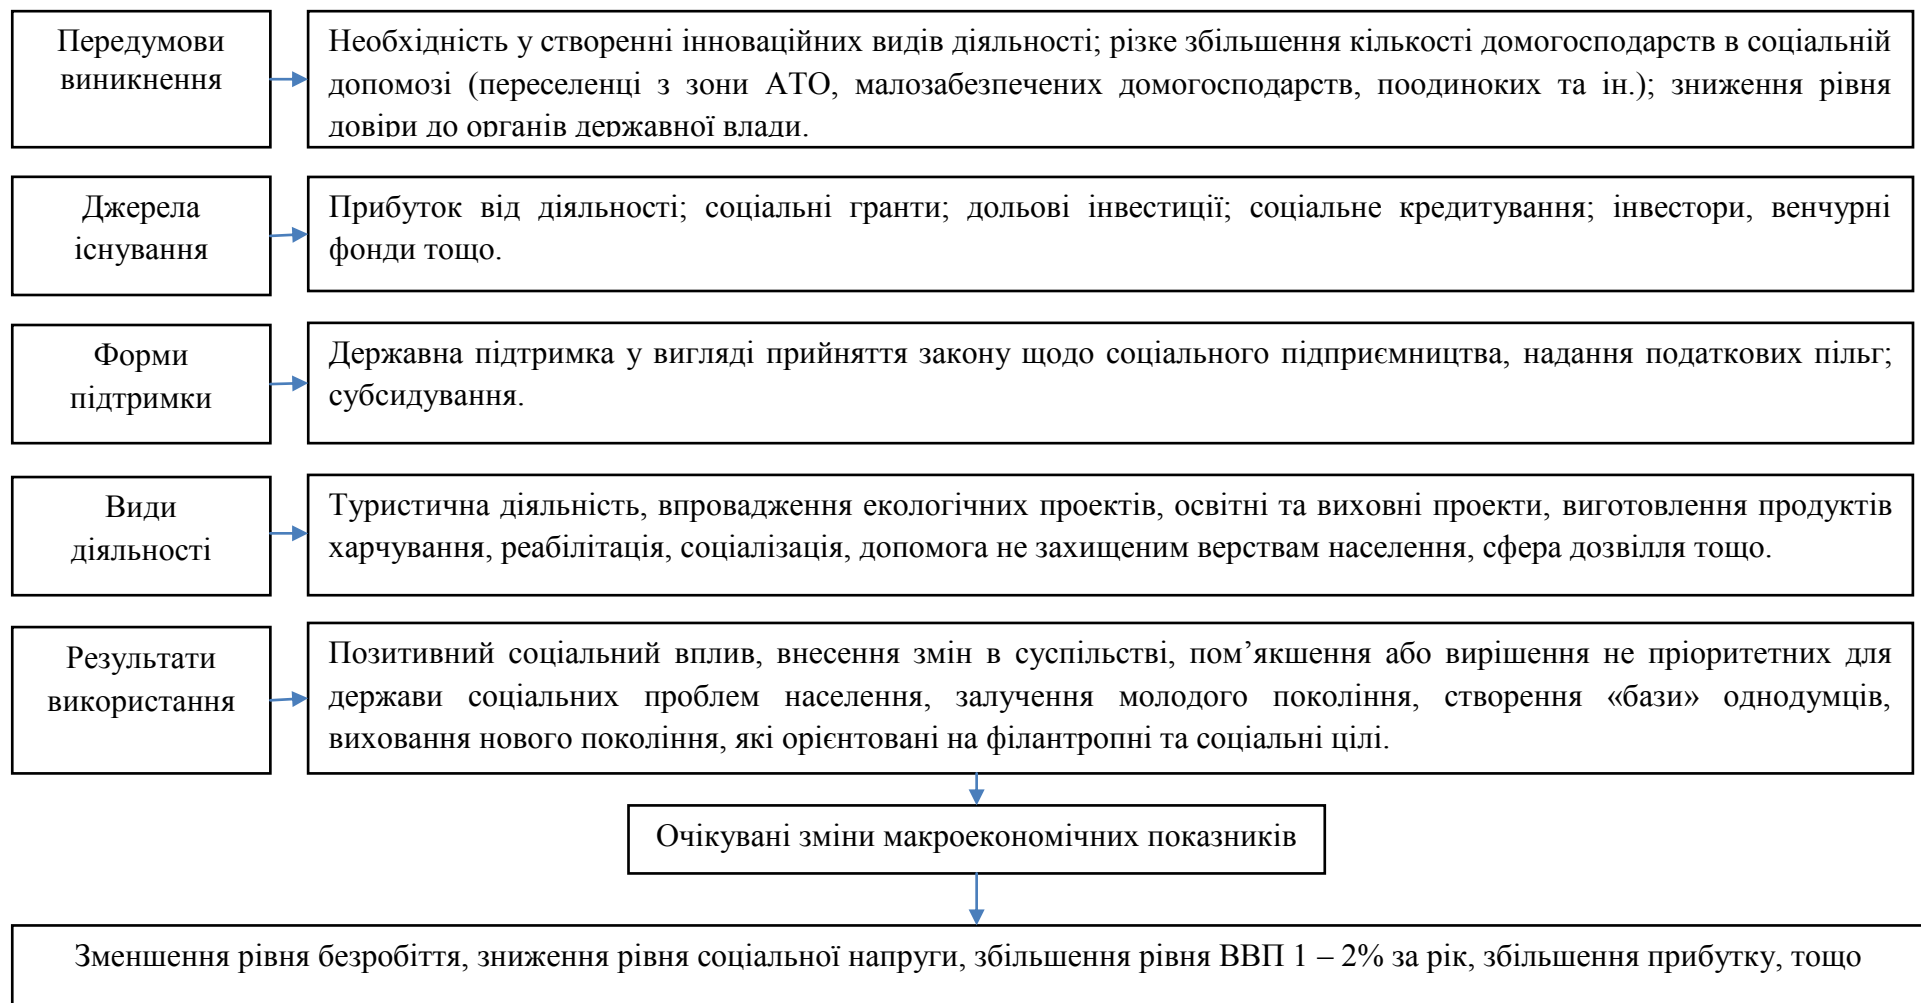 Передумови
виникнення
Необхідність у створенні інноваційних видів діяльності; різке збільшення кількості домогосподарств в соціальній
допомозі (переселенці з зони АТО, малозабезпечених домогосподарств, поодиноких та ін.); зниження рівня
довіри до органів державної влади.
Джерела
існування
Прибуток від діяльності; соціальні гранти; дольові інвестиції; соціальне кредитування; інвестори, венчурні
фонди тощо.
Форми
підтримки
Державна підтримка у вигляді прийняття закону щодо соціального підприємництва, надання податкових пільг;
субсидування.
Види
діяльності
Туристична діяльність, впровадження екологічних проектів, освітні та виховні проекти, виготовлення продуктів
харчування, реабілітація, соціалізація, допомога не захищеним верствам населення, сфера дозвілля тощо.
Результати
використання
Позитивний соціальний вплив, внесення змін в суспільстві, пом’якшення або вирішення не пріоритетних для
держави соціальних проблем населення, залучення молодого покоління, створення «бази» однодумців,
виховання нового покоління, які орієнтовані на філантропні та соціальні цілі.
Очікувані зміни макроекономічних показників
Зменшення рівня безробіття, зниження рівня соціальної напруги, збільшення рівня ВВП 1 – 2% за рік, збільшення прибутку, тощо